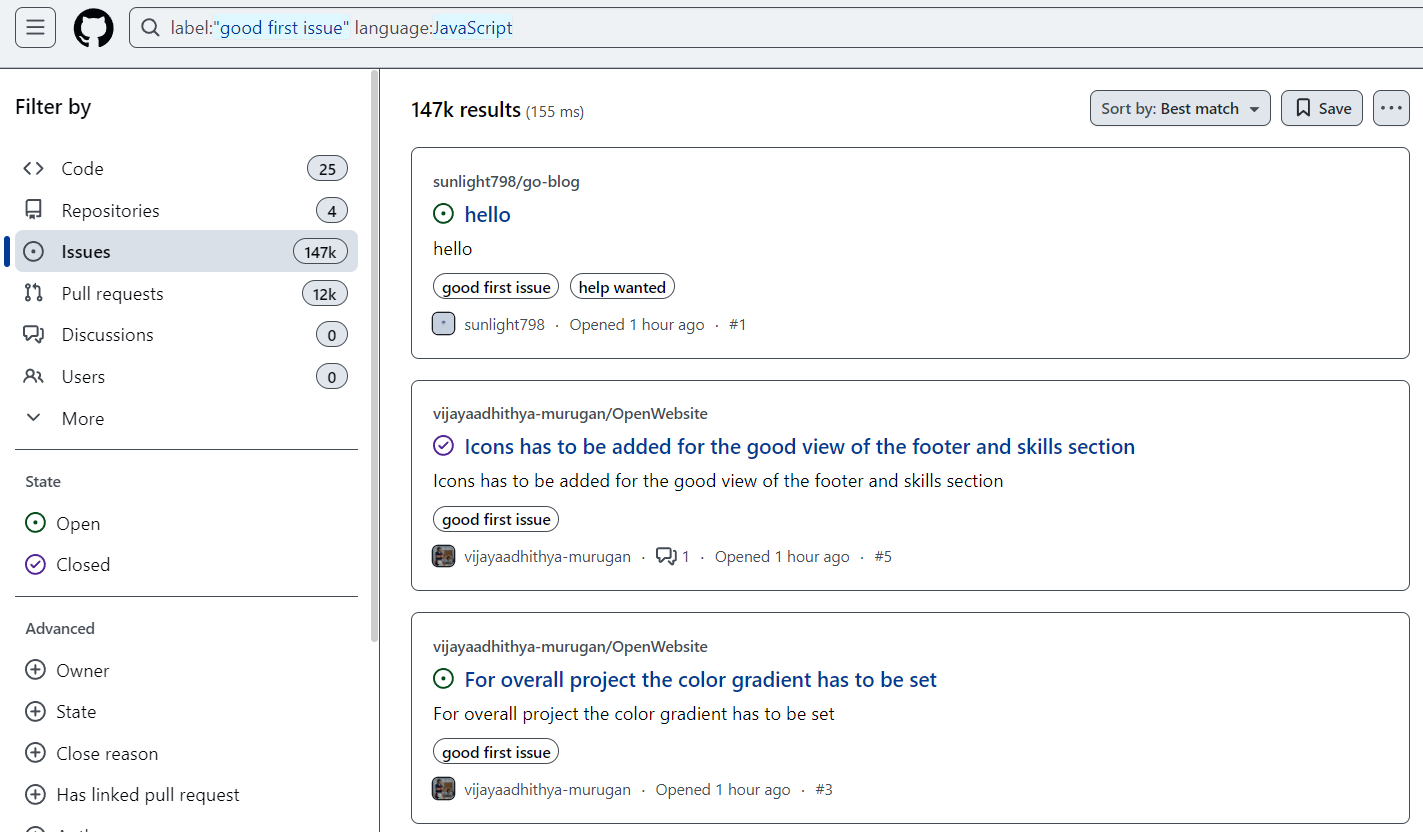 label:"good first issue" language:JavaScript
Filter by
Code 25
Repositories 4
Issues 147k
Pull requests 12k
Discussions 0
Users 0
More
State
Open
Closed
Advanced
Owner
State
Close reason
Has linked pull request
147k results (155 ms)
Sort by: Best match
Save
sunlight798/go-blog
hello
hello
good first issue help wanted
sunlight798 · Opened 1 hour ago · #1
vijayaadhithya-murugan/OpenWebsite
Icons has to be added for the good view of the footer and skills section
Icons has to be added for the good view of the footer and skills section
good first issue
vijayaadhithya-murugan · 1 · Opened 1 hour ago · #5
vijayaadhithya-murugan/OpenWebsite
For overall project the color gradient has to be set
For overall project the color gradient has to be set
good first issue
vijayaadhithya-murugan · Opened 1 hour ago · #3